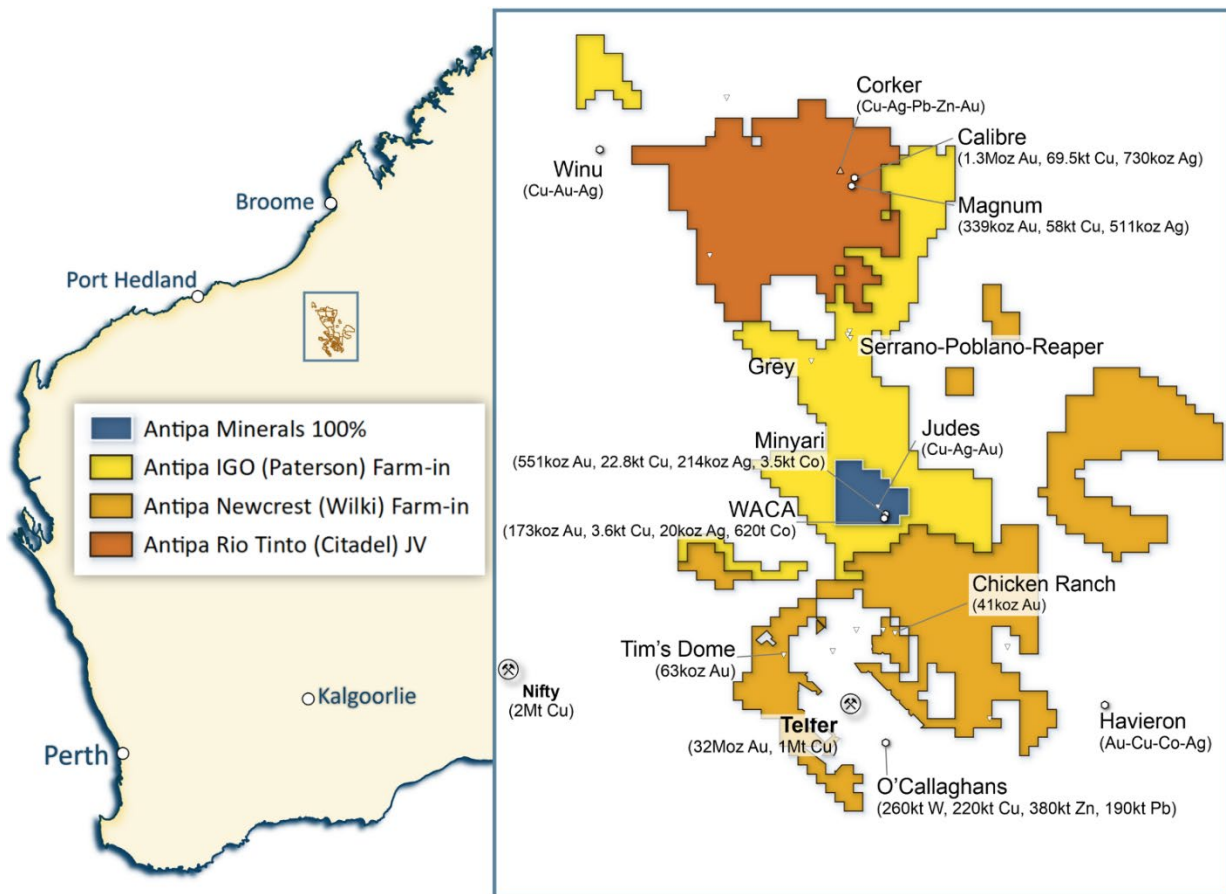 Broome
Port Hedland
Antipa Minerals 100%
Antipa IGO (Paterson) Farm-in
Antipa Newcrest (Wilki) Farm-in
Antipa Rio Tinto (Citadel) JV
Kalgoorlie
Perth
Corker
(Cu-Ag-Pb-Zn-Au)
Calibre
(1.3Moz Au, 69.5kt Cu, 730koz Ag)
Winu
(Cu-Au-Ag)
Magnum
(339koz Au, 58kt Cu, 511koz Ag)
Serrano-Poblano-Reaper
Grey
Judes
(Cu-Ag-Au)
Minyari
(551koz Au, 22.8kt Cu, 214koz Ag, 3.5kt Co)
WACA
(173koz Au, 3.6kt Cu, 20koz Ag, 620t Co)
Chicken Ranch
(41koz Au)
Tim's Dome
(63koz Au)
Nifty
(2Mt Cu)
Telfer
(32Moz Au, 1Mt Cu)
Havieron
(Au-Cu-Co-Ag)
O'Callaghans
(260kt W, 220kt Cu, 380kt Zn, 190kt Pb)